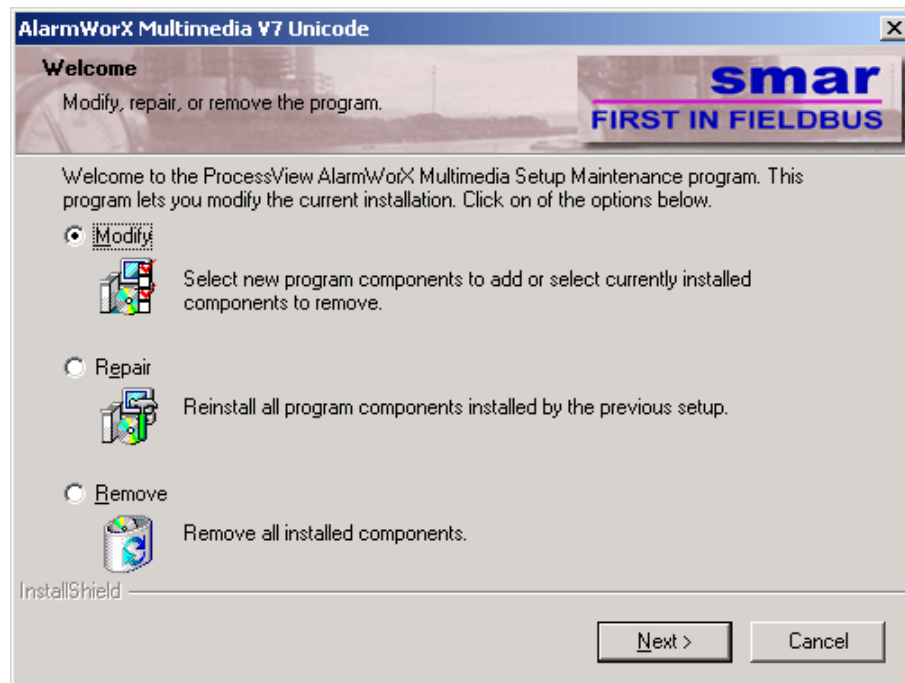 AlarmWorX Multimedia V7 Unicode
Welcome
Modify, repair, or remove the program.
smar
FIRST IN FIELDBUS
Welcome to the ProcessView AlarmWorX Multimedia Setup Maintenance program. This
program lets you modify the current installation. Click on of the options below.
Modify
Select new program components to add or select currently installed
components to remove.
Repair
Reinstall all program components installed by the previous setup.
Remove
Remove all installed components.
InstallShield
Next >
Cancel